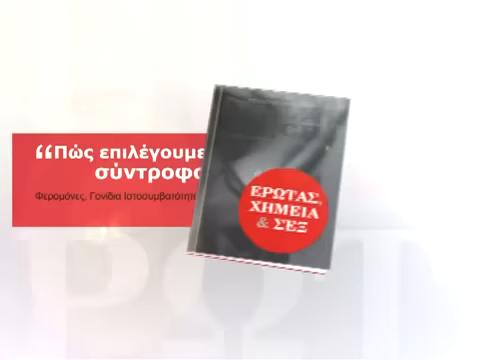 “Πώς επιλέγουμε
σύντροφο
Φερομόνες, Γονίδια Ιστοσυμβατότητ
ΕΡΩΤΑΣ,
ΧΗΜΕΙΑ
& ΣΕΞ